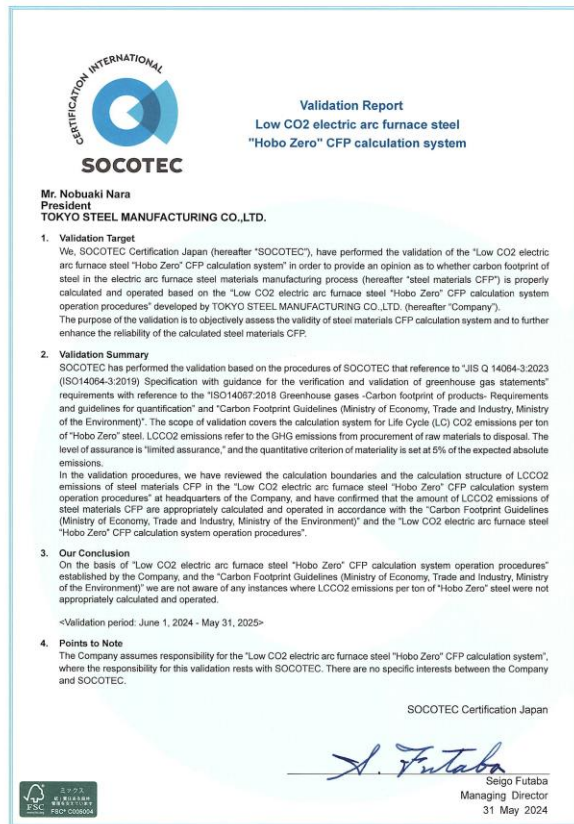 CERTIFICATION INTERNATIONAL
SOCOTEC
Validation Report
Low CO2 electric arc furnace steel
"Hobo Zero" CFP calculation system
Mr. Nobuaki Nara
President
TOKYO STEEL MANUFACTURING CO.,LTD.
1. Validation Target
We, SOCOTEC Certification Japan (hereafter "SOCOTEC"), have performed the validation of the "Low CO2 electric
arc furnace steel "Hobo Zero" CFP calculation system" in order to provide an opinion as to whether carbon footprint of
steel in the electric arc furnace steel materials manufacturing process (hereafter "steel materials CFP") is properly
calculated and operated based on the "Low CO2 electric arc furnace steel "Hobo Zero" CFP calculation system
operation procedures" developed by TOKYO STEEL MANUFACTURING CO.,LTD. (hereafter "Company").
The purpose of the validation is to objectively assess the validity of steel materials CFP calculation system and to further
enhance the reliability of the calculated steel materials CFP.
2. Validation Summary
SOCOTEC has performed the validation based on the procedures of SOCOTEC that reference to "JIS Q 14064-3:2023
(ISO14064-3:2019) Specification with guidance for the verification and validation of greenhouse gas statements"
requirements with reference to the "ISO14067:2018 Greenhouse gases -Carbon footprint of products- Requirements
and guidelines for quantification" and "Carbon Footprint Guidelines (Ministry of Economy, Trade and Industry, Ministry
of the Environment)". The scope of validation covers the calculation system for Life Cycle (LC) CO2 emissions per ton
of "Hobo Zero" steel. LCCO2 emissions refer to the GHG emissions from procurement of raw materials to disposal. The
level of assurance is "limited assurance," and the quantitative criterion of materiality is set at 5% of the expected absolute
emissions.
In the validation procedures, we have reviewed the calculation boundaries and the calculation structure of LCCO2
emissions of steel materials CFP in the "Low CO2 electric arc furnace steel "Hobo Zero" CFP calculation system
operation procedures" at headquarters of the Company, and have confirmed that the amount of LCCO2 emissions of
steel materials CFP are appropriately calculated and operated in accordance with the "Carbon Footprint Guidelines
(Ministry of Economy, Trade and Industry, Ministry of the Environment)" and the "Low CO2 electric arc furnace steel
"Hobo Zero" CFP calculation system operation procedures".
3. Our Conclusion
On the basis of "Low CO2 electric arc furnace steel "Hobo Zero" CFP calculation system operation procedures"
established by the Company, and the "Carbon Footprint Guidelines (Ministry of Economy, Trade and Industry, Ministry
of the Environment)" we are not aware of any instances where LCCO2 emissions per ton of "Hobo Zero" steel were not
appropriately calculated and operated.
<Validation period: June 1, 2024 - May 31, 2025>
4. Points to Note
The Company assumes responsibility for the "Low CO2 electric arc furnace steel "Hobo Zero" CFP calculation system",
where the responsibility for this validation rests with SOCOTEC. There are no specific interests between the Company
and SOCOTEC.
SOCOTEC Certification Japan
S. Futaba
Seigo Futaba
Managing Director
31 May 2024
FSC
ミックス
FSC® C006004